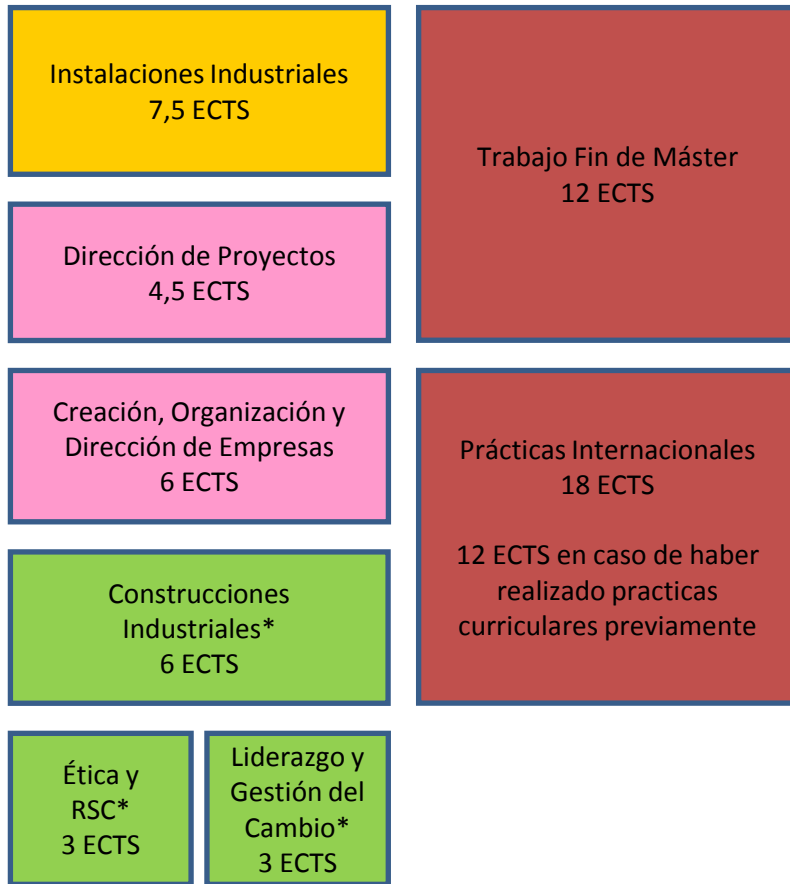 Instalaciones Industriales
7,5 ECTS
Dirección de Proyectos
4,5 ECTS
Creación, Organización y
Dirección de Empresas
6 ECTS
Construcciones
Industriales*
6 ECTS
Ética y
RSC*
3 ECTS
Liderazgo y
Gestión del
Cambio*
3 ECTS
Trabajo Fin de Máster
12 ECTS
Prácticas Internacionales
18 ECTS
12 ECTS en caso de haber
realizado practicas
curriculares previamente